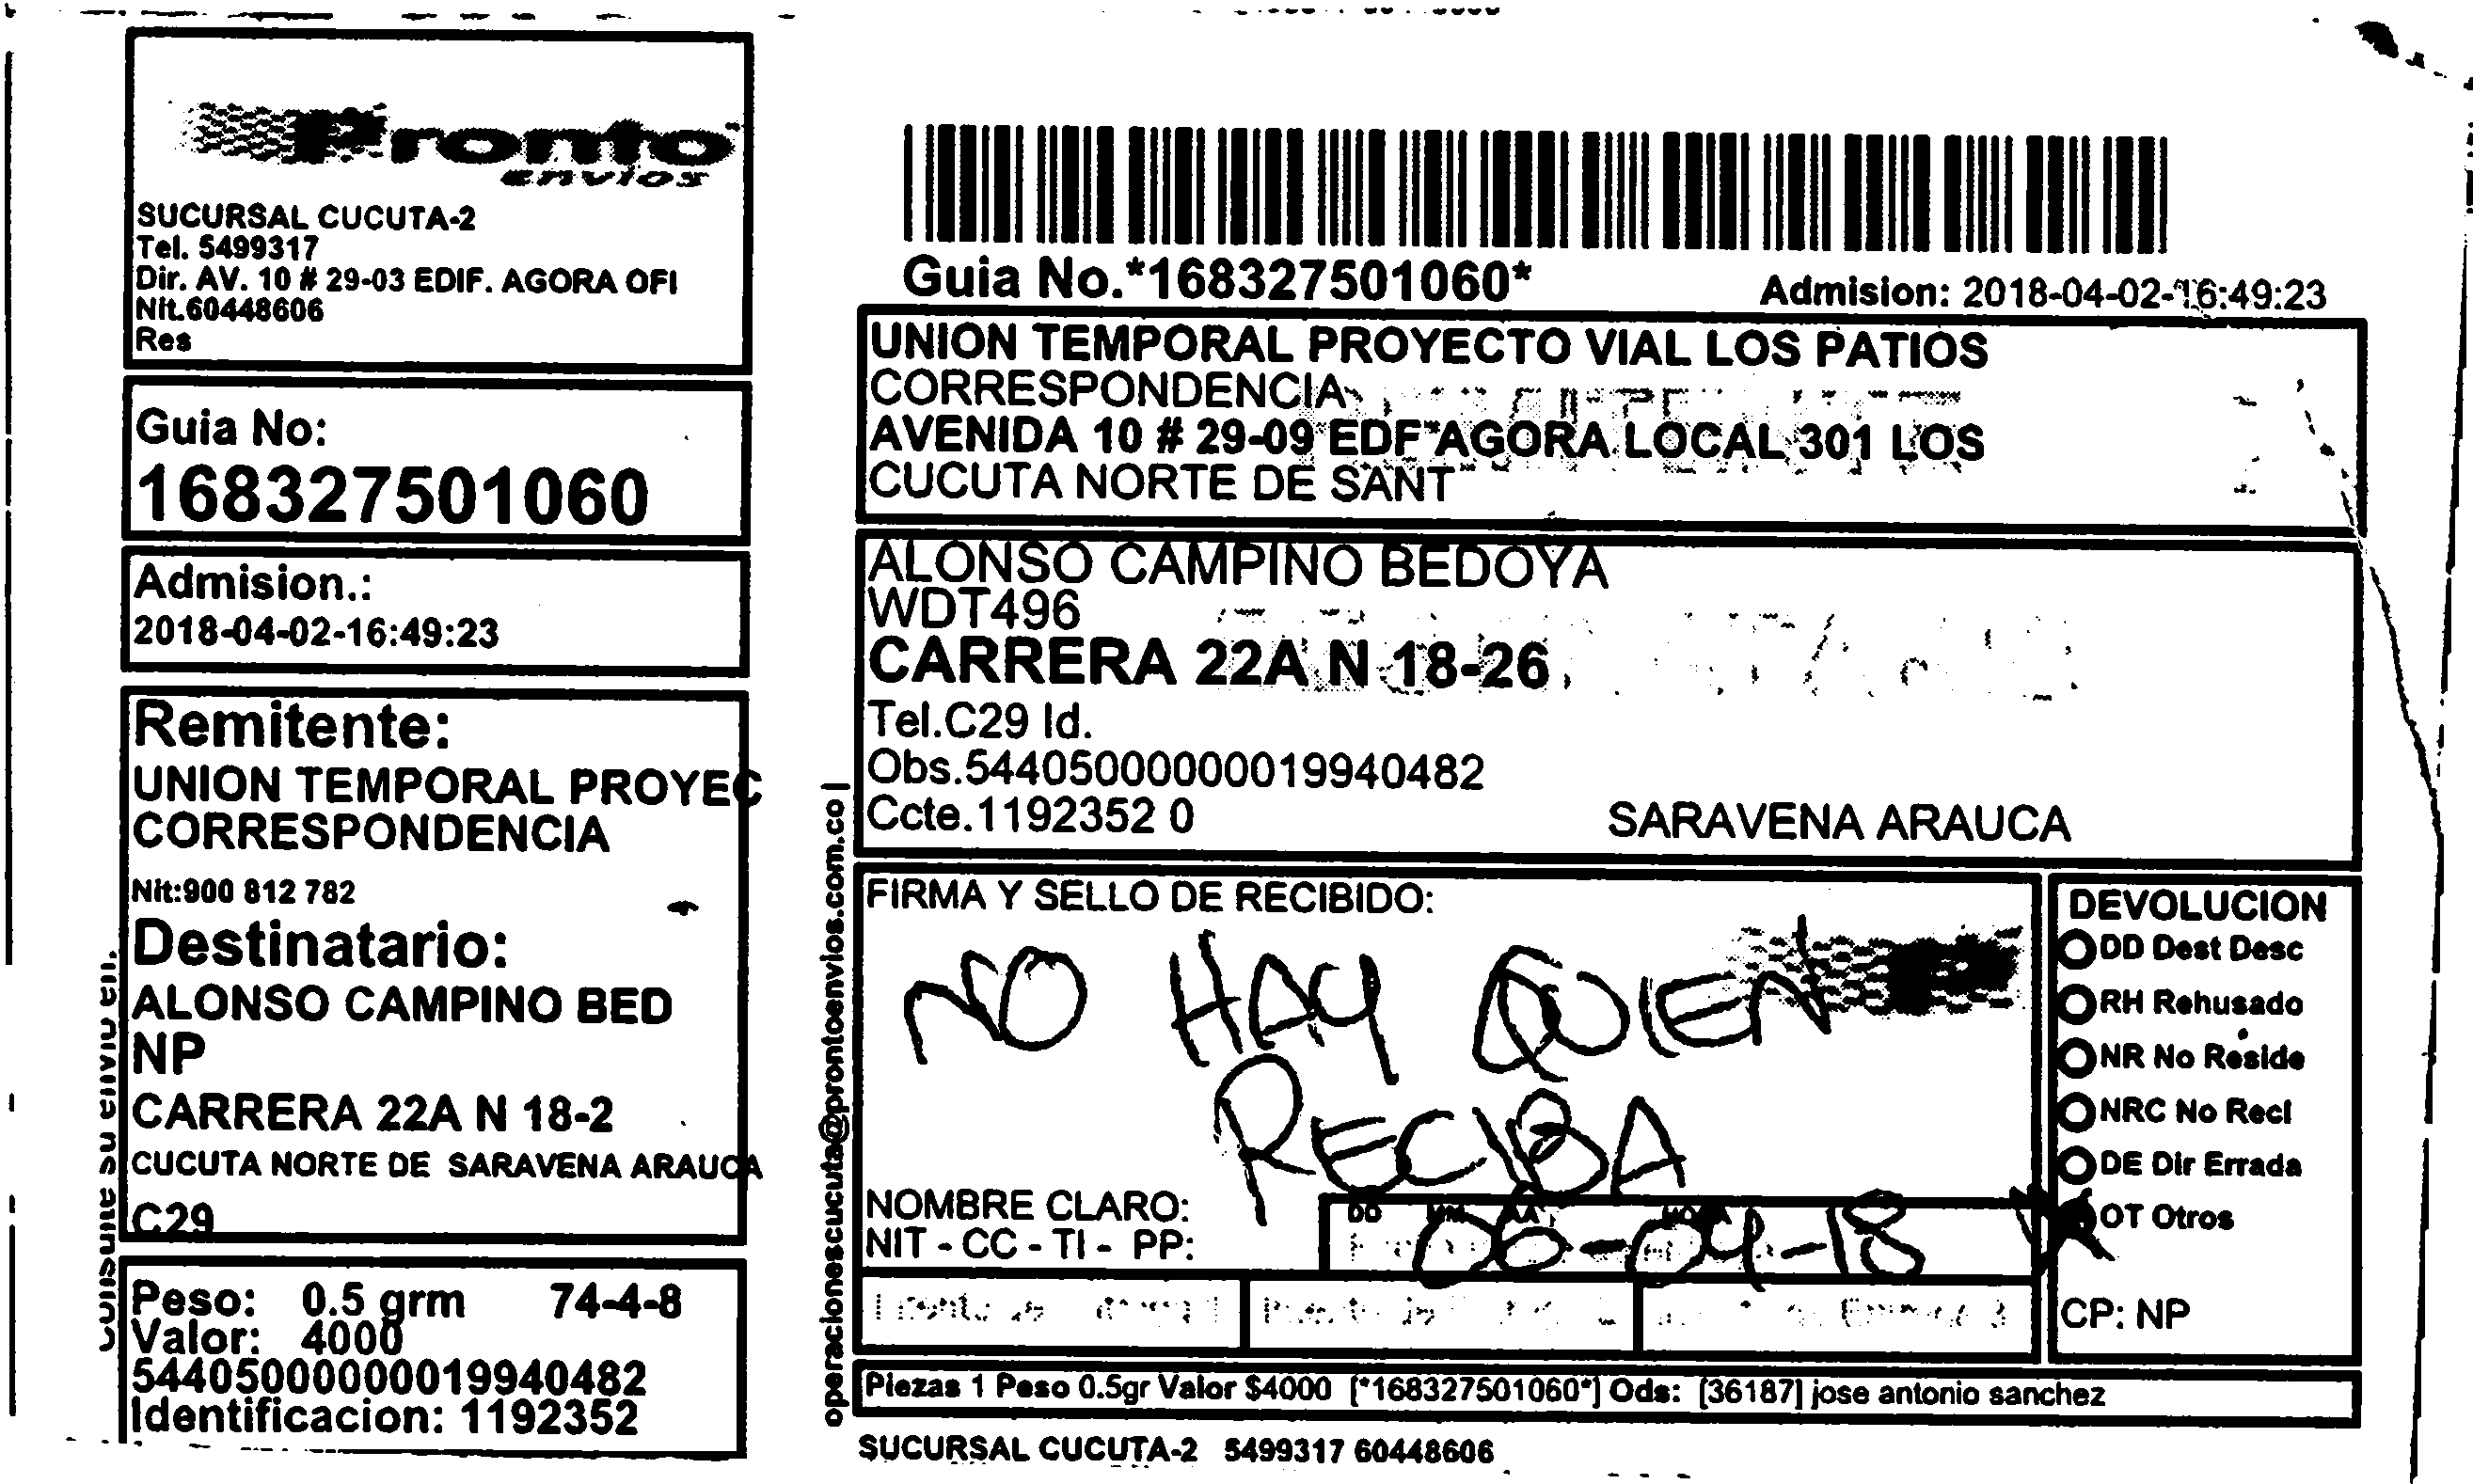 Pronto
envios
SUCURSAL CUCUTA-2
Tel. 5499317
Dir. AV. 10 # 29-03 EDIF. AGORA OFI
Nit.60448606
Res
Guia No:
168327501060
Admision.:
2018-04-02-16:49:23
Remitente:
UNION TEMPORAL PROYEC
CORRESPONDENCIA
Nit:900 812 782
Destinatario:
ALONSO CAMPINO BED
NP
CARRERA 22A N 18-2
CUCUTA NORTE DE SARAVENA ARAUCA
C29
Peso: 0.5 grm 74-4-8
Valor: 4000
544050000000019940482
Identificacion: 1192352
Consulte su envio en.
operacionescucuta@prontoenvios.com.co |
Guia No.*168327501060*
Admision: 2018-04-02-16:49:23
UNION TEMPORAL PROYECTO VIAL LOS PATIOS
CORRESPONDENCIA
AVENIDA 10 # 29-09 EDF AGORA LOCAL 301 LOS
CUCUTA NORTE DE SANT
ALONSO CAMPINO BEDOYA
WDT496
CARRERA 22A N 18-26
Tel.C29 Id.
Obs.544050000000019940482
Ccte.1192352 0
SARAVENA ARAUCA
FIRMA Y SELLO DE RECIBIDO:
NO HAY QUIEN
RECIBA
NOMBRE CLARO:
NIT - CC - TI - PP:
DD MM AA HORA
06-04-18
DEVOLUCION
DD Dest Desc
RH Rehusado
NR No Reside
NRC No Recl
DE Dir Errada
OT Otros
CP: NP
Piezas 1 Peso 0.5gr Valor $4000 [*168327501060*] Ods: [36187] jose antonio sanchez
SUCURSAL CUCUTA-2 5499317 60448606